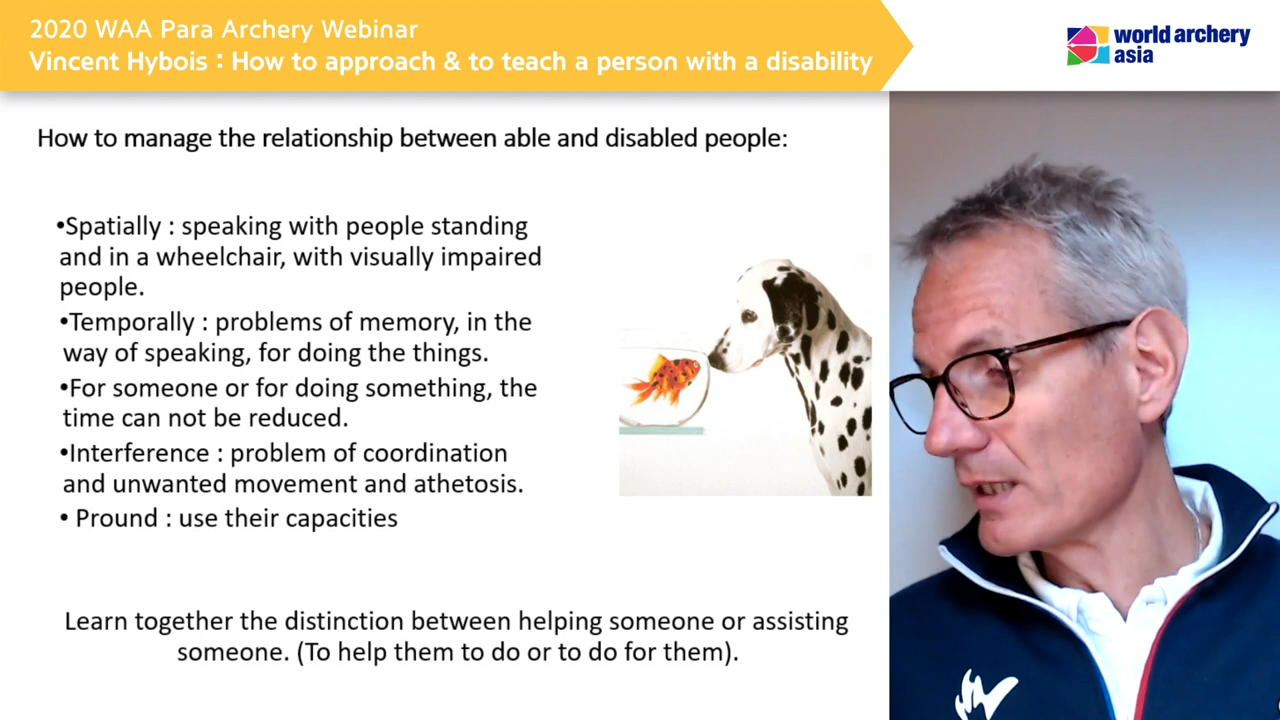 2020 WAA Para Archery Webinar
Vincent Hybois : How to approach & to teach a person with a disability
world archery
asia
How to manage the relationship between able and disabled people:
•Spatially : speaking with people standing
and in a wheelchair, with visually impaired
people.
•Temporally : problems of memory, in the
way of speaking, for doing the things.
•For someone or for doing something, the
time can not be reduced.
•Interference : problem of coordination
and unwanted movement and athetosis.
• Pround : use their capacities
Learn together the distinction between helping someone or assisting
someone. (To help them to do or to do for them).